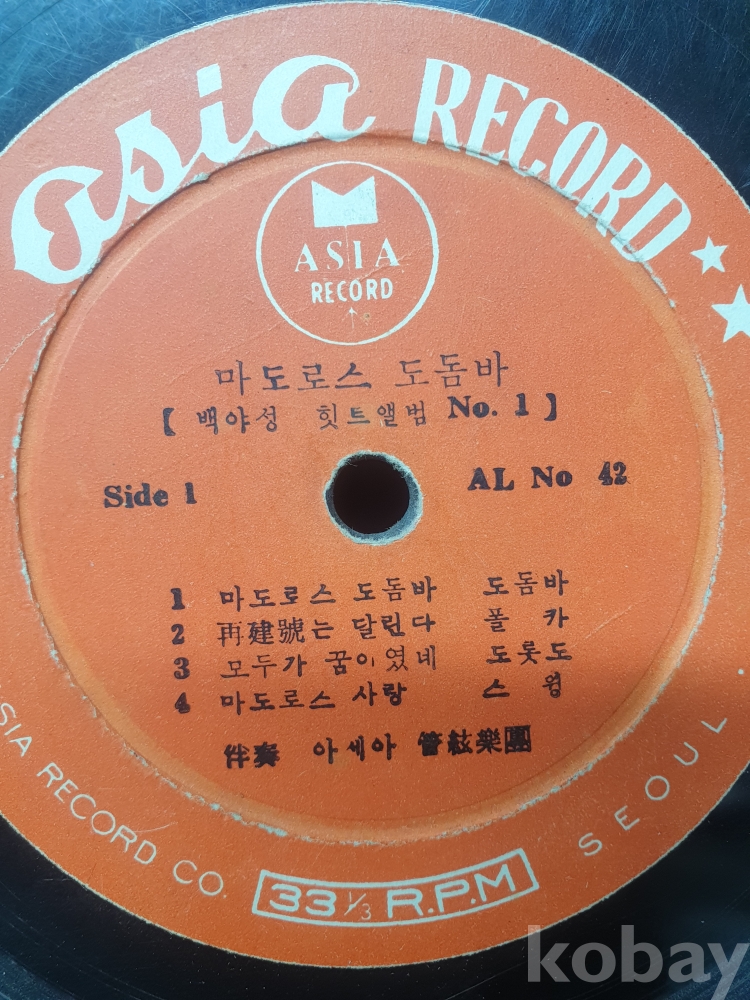 asia RECORD
ASIA
RECORD
마도로스 도돔바
【백야성 힛트앨범 No. 1】
Side 1 AL No 42
1 마도로스 도돔바 도돔바
2 再建號는 달린다 폴카
3 모두가 꿈이였네 도롯도
4 마도로스 사랑 스윙
伴奏 아세아 管絃樂團
SIA RECORD CO. 33 1/3 R.P.M SEOUL.
kobay